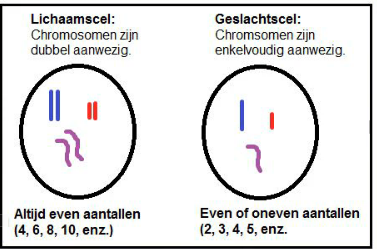 Lichaamscel:
Chromosomen zijn
dubbel aanwezig.
Geslachtscel:
Chromsomen zijn
enkelvoudig aanwezig.
Altijd even aantallen
(4, 6, 8, 10, enz.)
Even of oneven aantallen
(2, 3, 4, 5, enz.